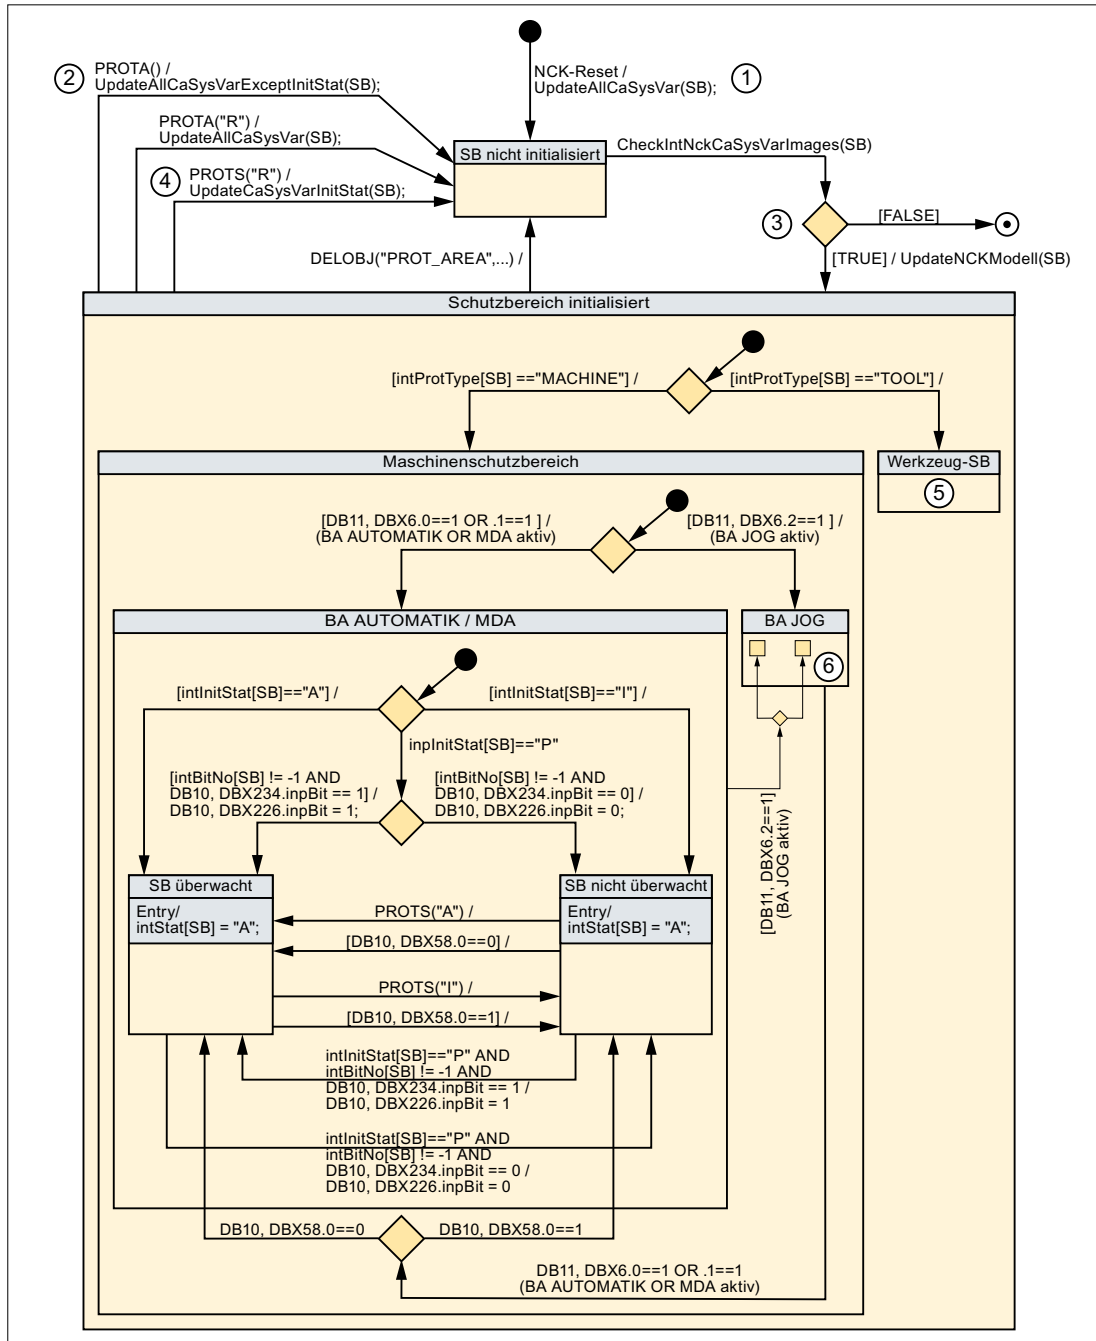 ②
PROTA() /
UpdateAllCaSysVarExceptInitStat(SB);
NCK-Reset /
UpdateAllCaSysVar(SB);
①
PROTA("R") /
UpdateAllCaSysVar(SB);
④
PROTS("R") /
UpdateCaSysVarInitStat(SB);
SB nicht initialisiert
CheckIntNckCaSysVarImages(SB)
③
[FALSE]
DELOBJ("PROT_AREA",...) /
[TRUE] / UpdateNCKModell(SB)
Schutzbereich initialisiert
[intProtType[SB] =="MACHINE"] /
[intProtType[SB] =="TOOL"] /
Maschinenschutzbereich
Werkzeug-SB
⑤
[DB11, DBX6.0==1 OR .1==1 ] /
(BA AUTOMATIK OR MDA aktiv)
[DB11, DBX6.2==1 ] /
(BA JOG aktiv)
BA AUTOMATIK / MDA
BA JOG
⑥
[intInitStat[SB]=="A"] /
[intInitStat[SB]=="I"] /
inpInitStat[SB]=="P"
[intBitNo[SB] != -1 AND
DB10, DBX234.inpBit == 1] /
DB10, DBX226.inpBit = 1;
[intBitNo[SB] != -1 AND
DB10, DBX234.inpBit == 0] /
DB10, DBX226.inpBit = 0;
[DB11, DBX6.2==1]
(BA JOG aktiv)
SB überwacht
Entry/
intStat[SB] = "A";
SB nicht überwacht
Entry/
intStat[SB] = "A";
PROTS("A") /
[DB10, DBX58.0==0] /
PROTS("I") /
[DB10, DBX58.0==1] /
intInitStat[SB]=="P" AND
intBitNo[SB] != -1 AND
DB10, DBX234.inpBit == 1 /
DB10, DBX226.inpBit = 1
intInitStat[SB]=="P" AND
intBitNo[SB] != -1 AND
DB10, DBX234.inpBit == 0 /
DB10, DBX226.inpBit = 0
DB10, DBX58.0==0
DB10, DBX58.0==1
DB11, DBX6.0==1 OR .1==1
(BA AUTOMATIK OR MDA aktiv)